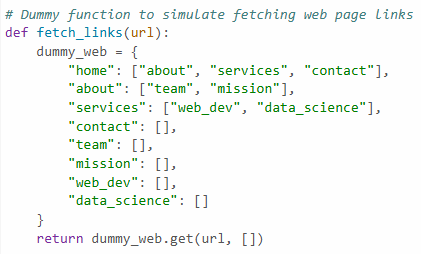 # Dummy function to simulate fetching web page links
def fetch_links(url):
    dummy_web = {
        "home": ["about", "services", "contact"],
        "about": ["team", "mission"],
        "services": ["web_dev", "data_science"],
        "contact": [],
        "team": [],
        "mission": [],
        "web_dev": [],
        "data_science": []
    }
    return dummy_web.get(url, [])